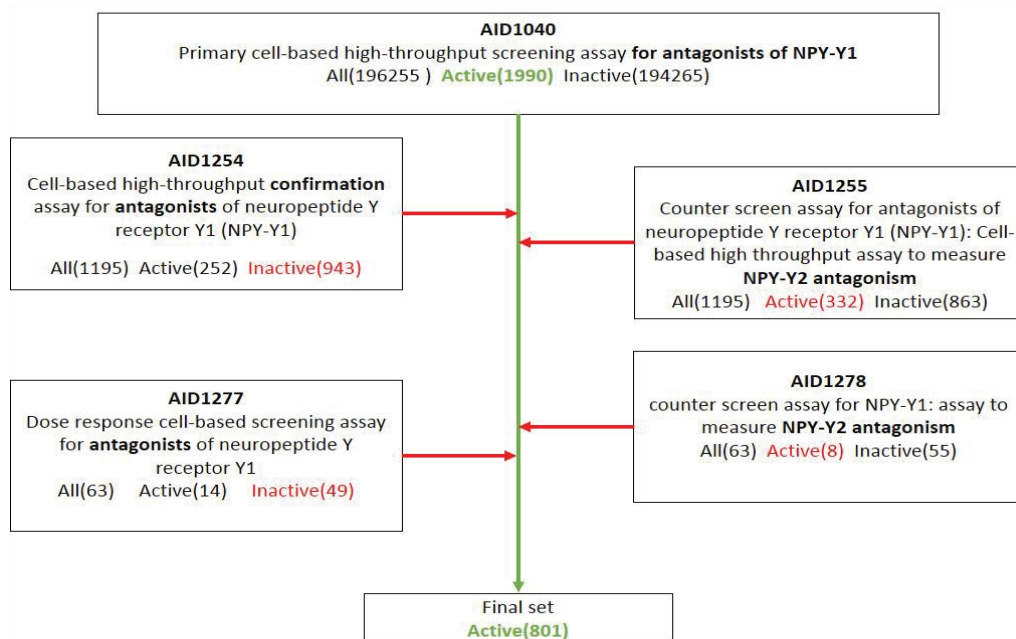 AID1040
Primary cell-based high-throughput screening assay for antagonists of NPY-Y1
All(196255 ) Active(1990) Inactive(194265)
AID1254
Cell-based high-throughput confirmation
assay for antagonists of neuropeptide Y
receptor Y1 (NPY-Y1)
All(1195) Active(252) Inactive(943)
AID1255
Counter screen assay for antagonists of
neuropeptide Y receptor Y1 (NPY-Y1): Cell-
based high throughput assay to measure
NPY-Y2 antagonism
All(1195) Active(332) Inactive(863)
AID1277
Dose response cell-based screening assay
for antagonists of neuropeptide Y
receptor Y1
All(63) Active(14) Inactive(49)
AID1278
counter screen assay for NPY-Y1: assay to
measure NPY-Y2 antagonism
All(63) Active(8) Inactive(55)
Final set
Active(801)